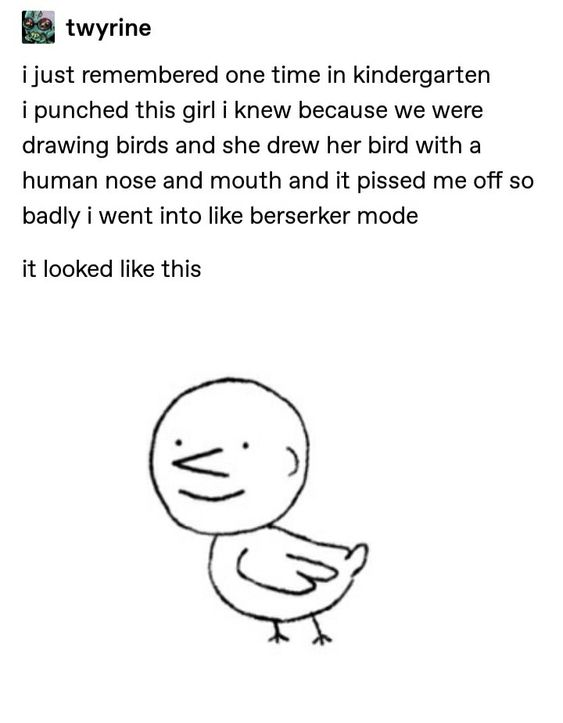 twyrine
i just remembered one time in kindergarten
i punched this girl i knew because we were
drawing birds and she drew her bird with a
human nose and mouth and it pissed me off so
badly i went into like berserker mode
it looked like this